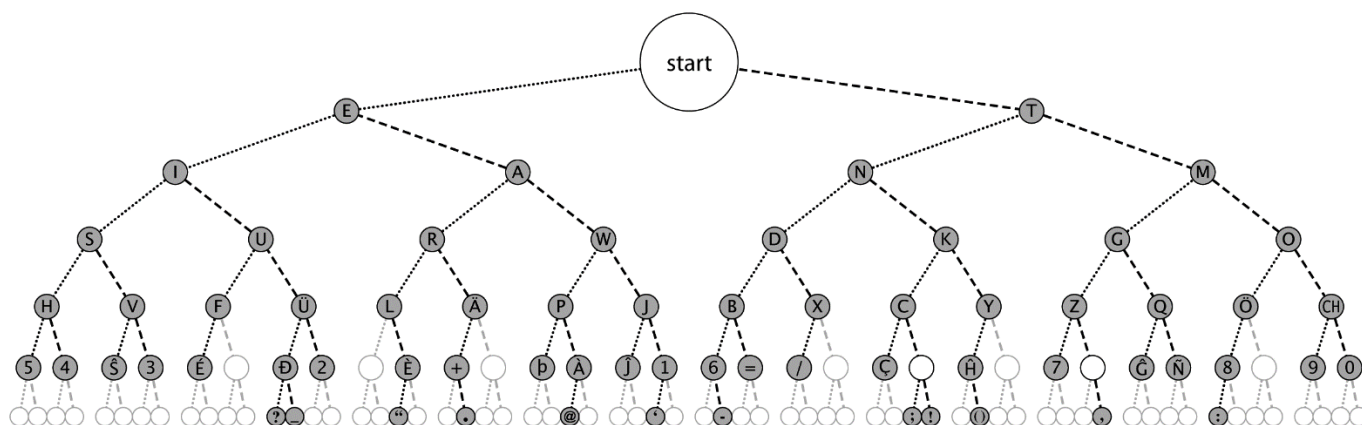 start
E T
I A N M
S U R W D K G O
H V F Ü L Ä P J B X C Y Z Q Ö CH
5 4 Ŝ 3 É Đ 2 È + þ À Ĵ 1 6 = / Ç Ĥ 7 Ĝ Ñ 8 9 0
? _ “ . @ ‘ - ; ! () , :